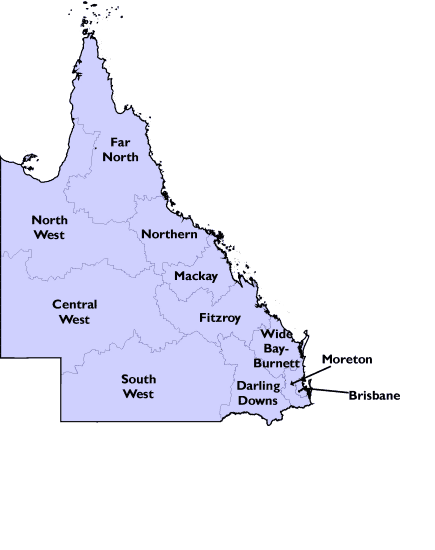 Far
North
North
West
Northern
Mackay
Central
West
Fitzroy
Wide
Bay-
Burnett
Moreton
South
West
Darling
Downs
Brisbane